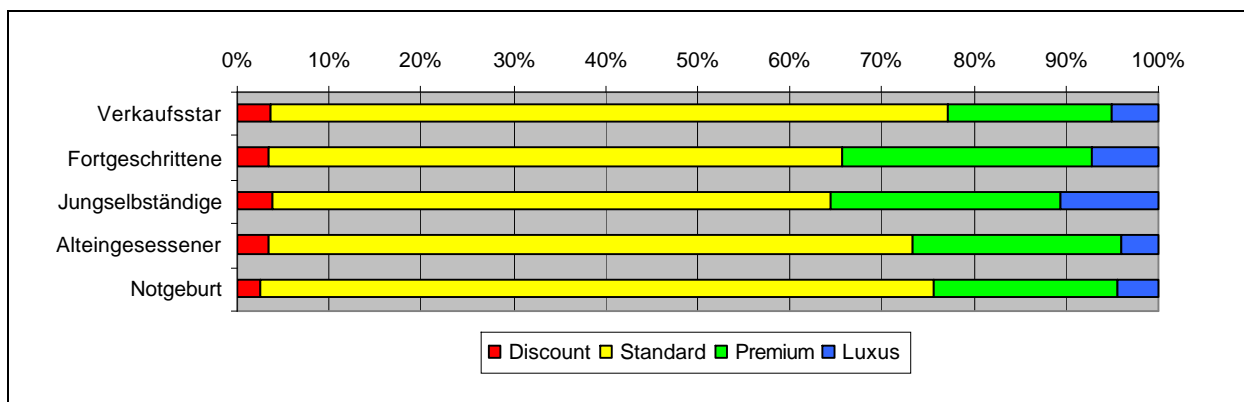 0% 10% 20% 30% 40% 50% 60% 70% 80% 90% 100%
Verkaufsstar
Fortgeschrittene
Jungselbständige
Alteingesessener
Notgeburt
Discount Standard Premium Luxus